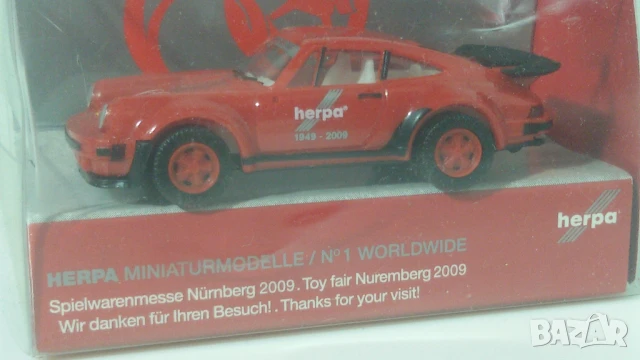 herpa®
1949 - 2009
herpa
HERPA MINIATURMODELLE / Nº1 WORLDWIDE
Spielwarenmesse Nürnberg 2009. Toy fair Nuremberg 2009
Wir danken für Ihren Besuch!. Thanks for your visit!
BAZAR